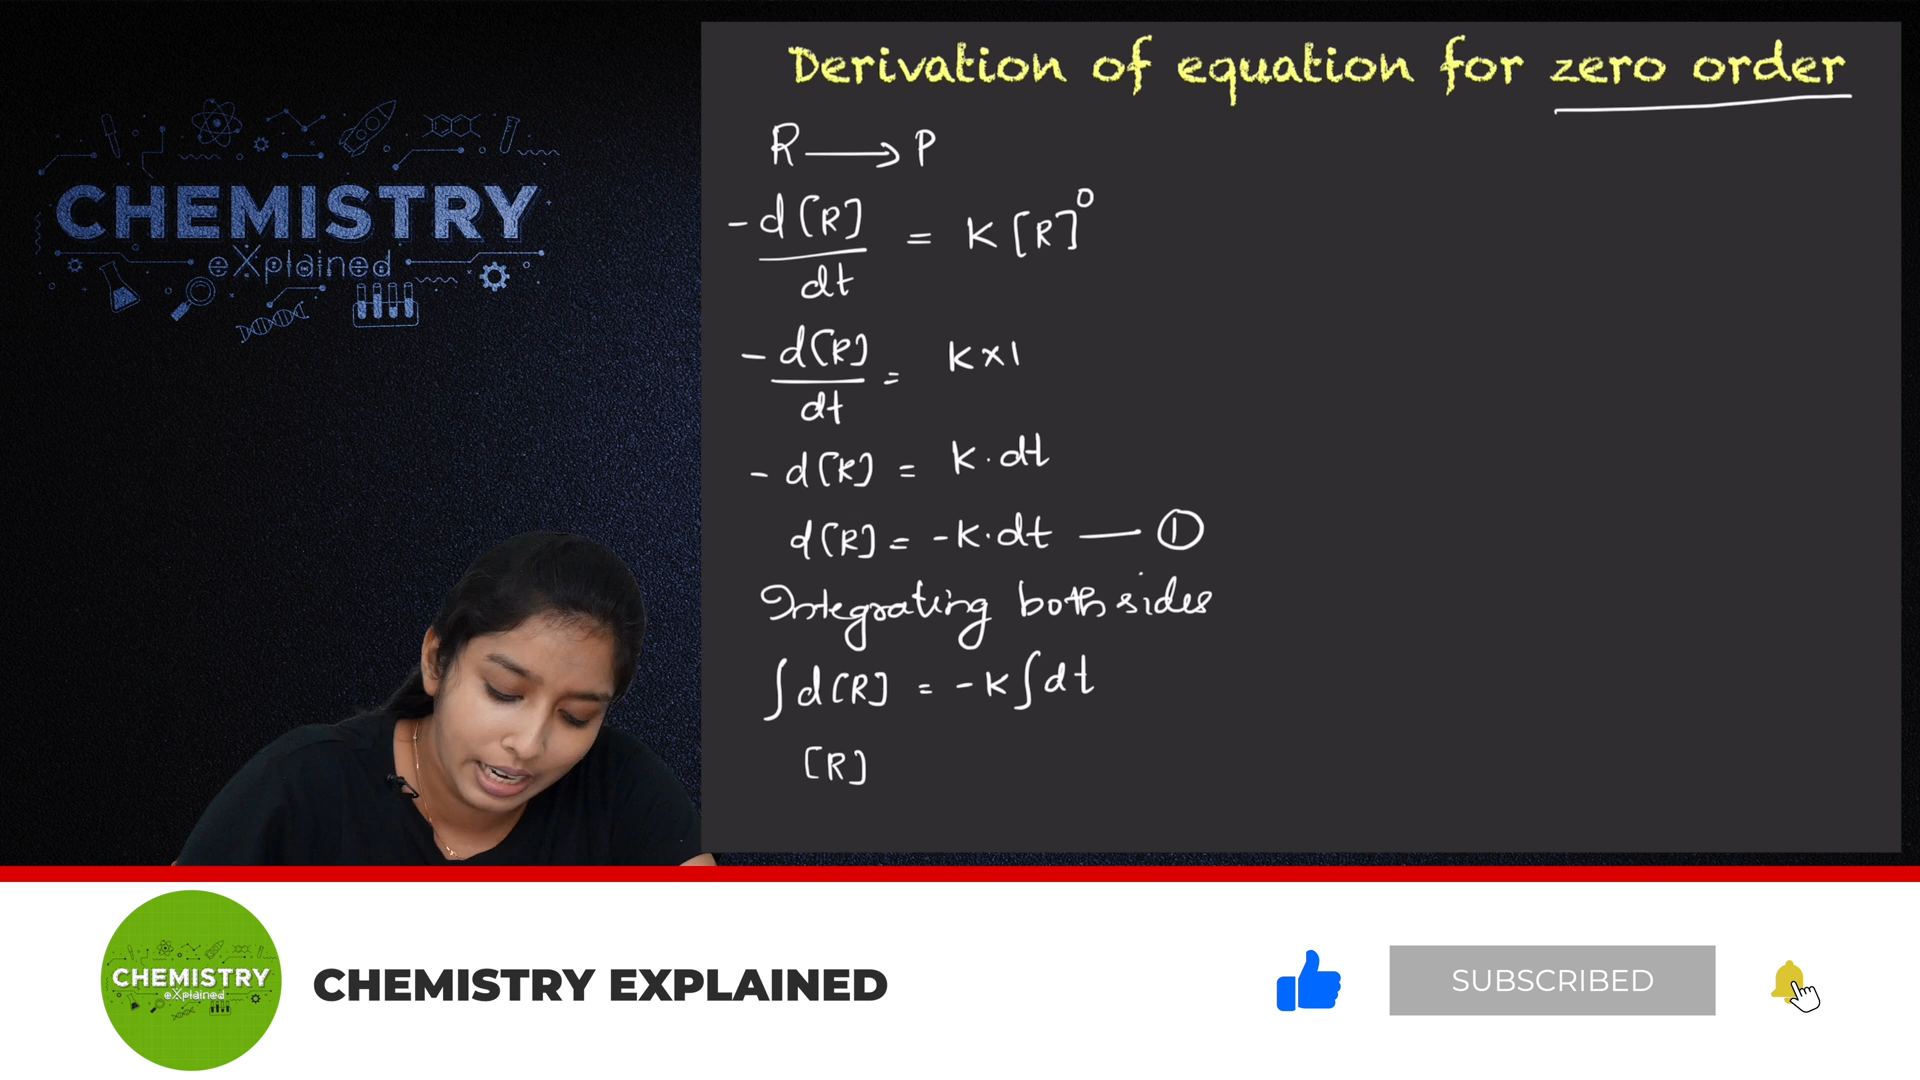 CHEMISTRY
eXplained
Derivation of equation for zero order
R ⟶ P
-d[R]/dt = K[R]⁰
-d[R]/dt = K×1
-d[R] = K·dt
d[R] = -K·dt — ①
Integrating both sides
∫d[R] = -K∫dt
[R]
CHEMISTRY
eXplained
CHEMISTRY EXPLAINED
SUBSCRIBED